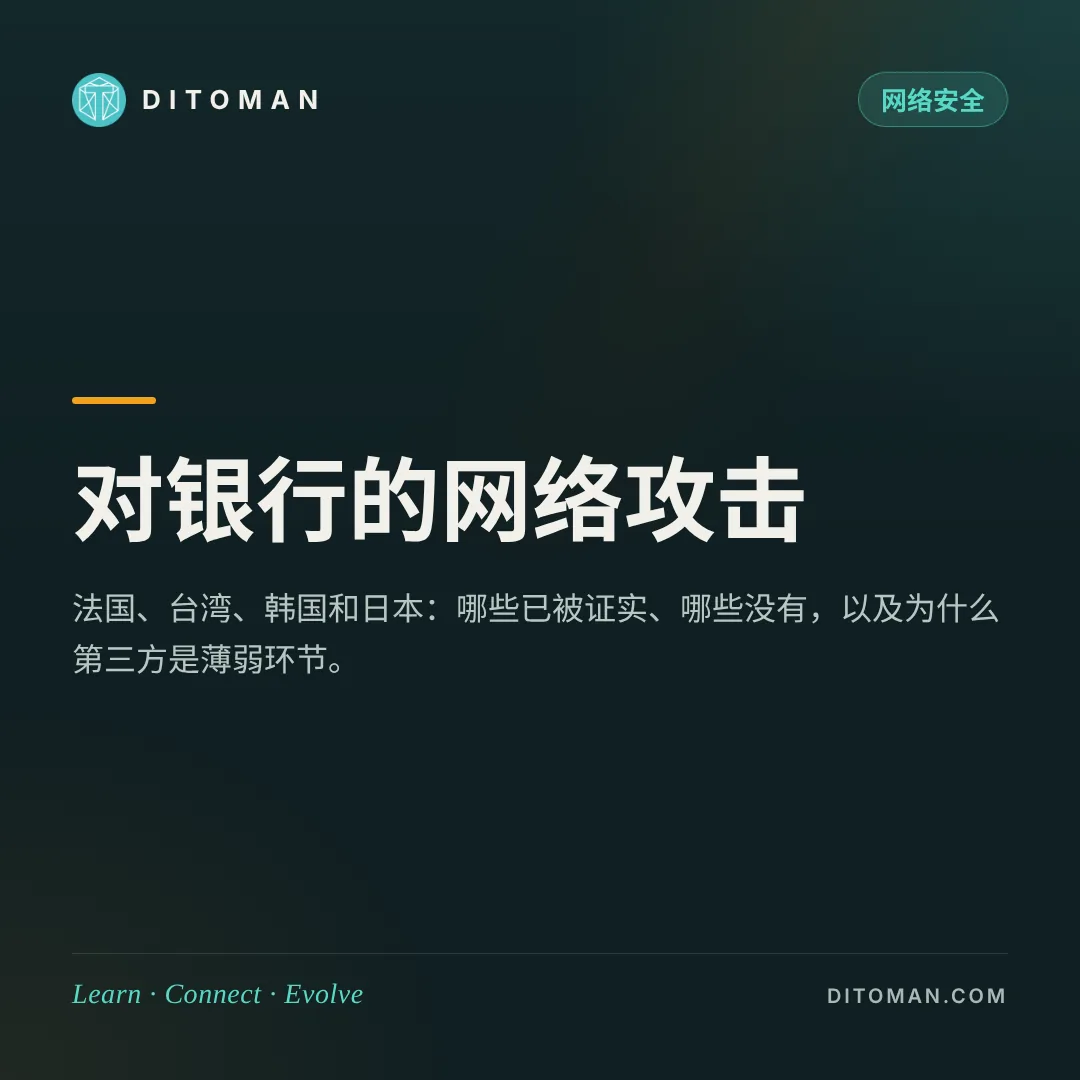 DITOMAN
网络安全
对银行的网络攻击
法国、台湾、韩国和日本：哪些已被证实、哪些没有，以及为什么
第三方是薄弱环节。
Learn · Connect · Evolve
DITOMAN.COM